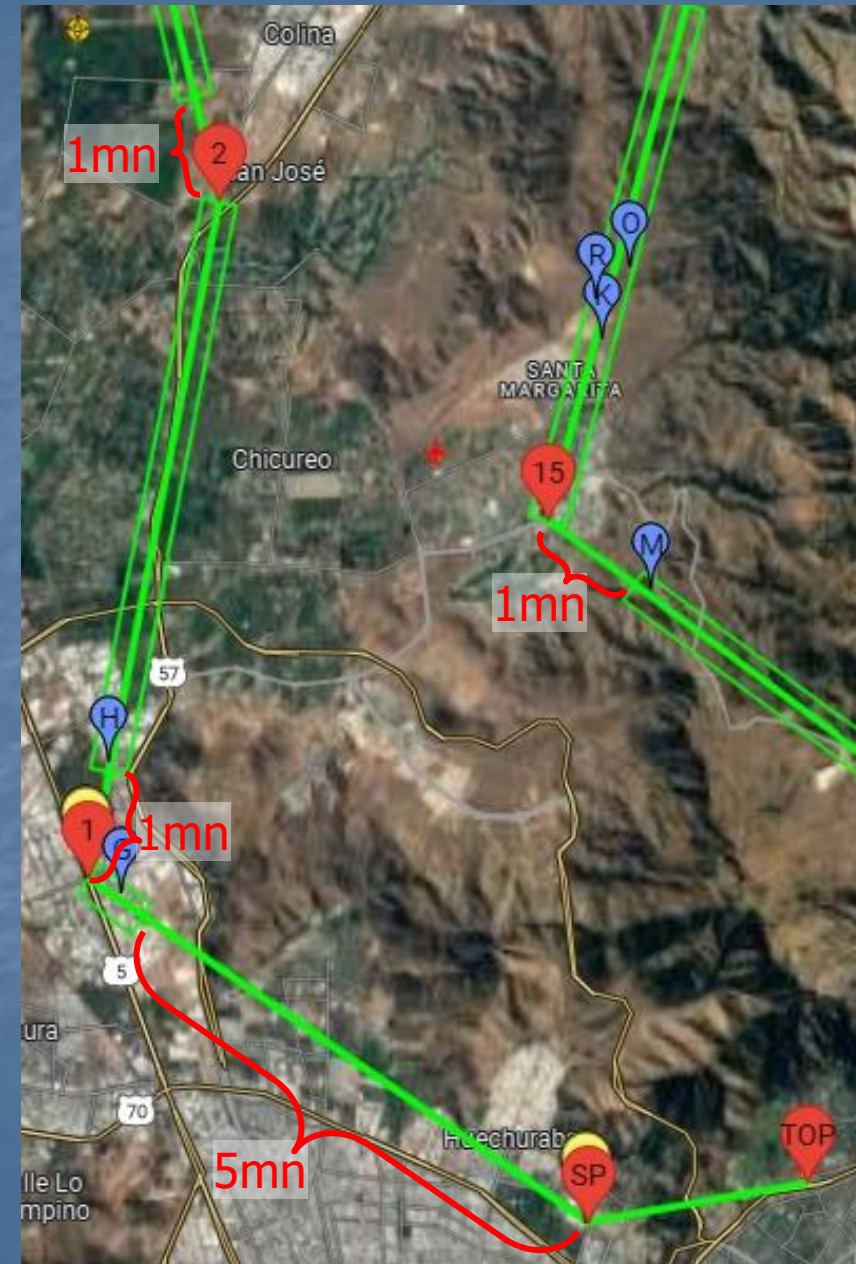 Colina
1mn
2
an José
O
R
K
SANTA
MARGARITA
Chicureo
15
M
1mn
57
H
1
1mn
G
5
ura
70
Huechurab
TOP
5mn
SP
lle Lo
mpino